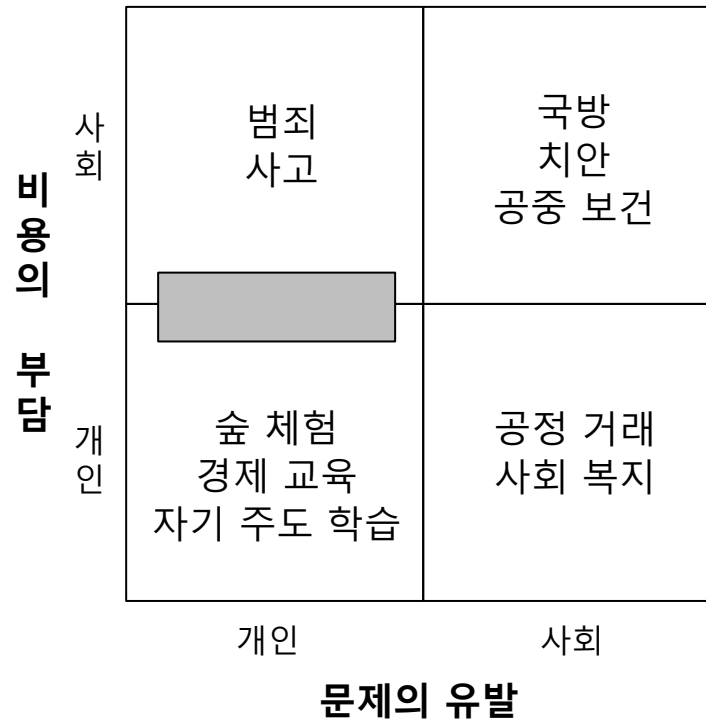 비용의 부담
사회
범죄
사고
국방
치안
공중 보건
개인
숲 체험
경제 교육
자기 주도 학습
공정 거래
사회 복지
개인
사회
문제의 유발